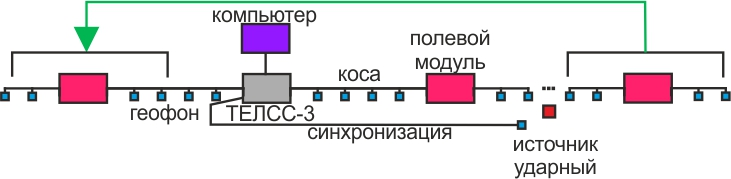 компьютер
полевой
модуль
коса
геофон
ТЕЛСС-3
синхронизация
источник
ударный